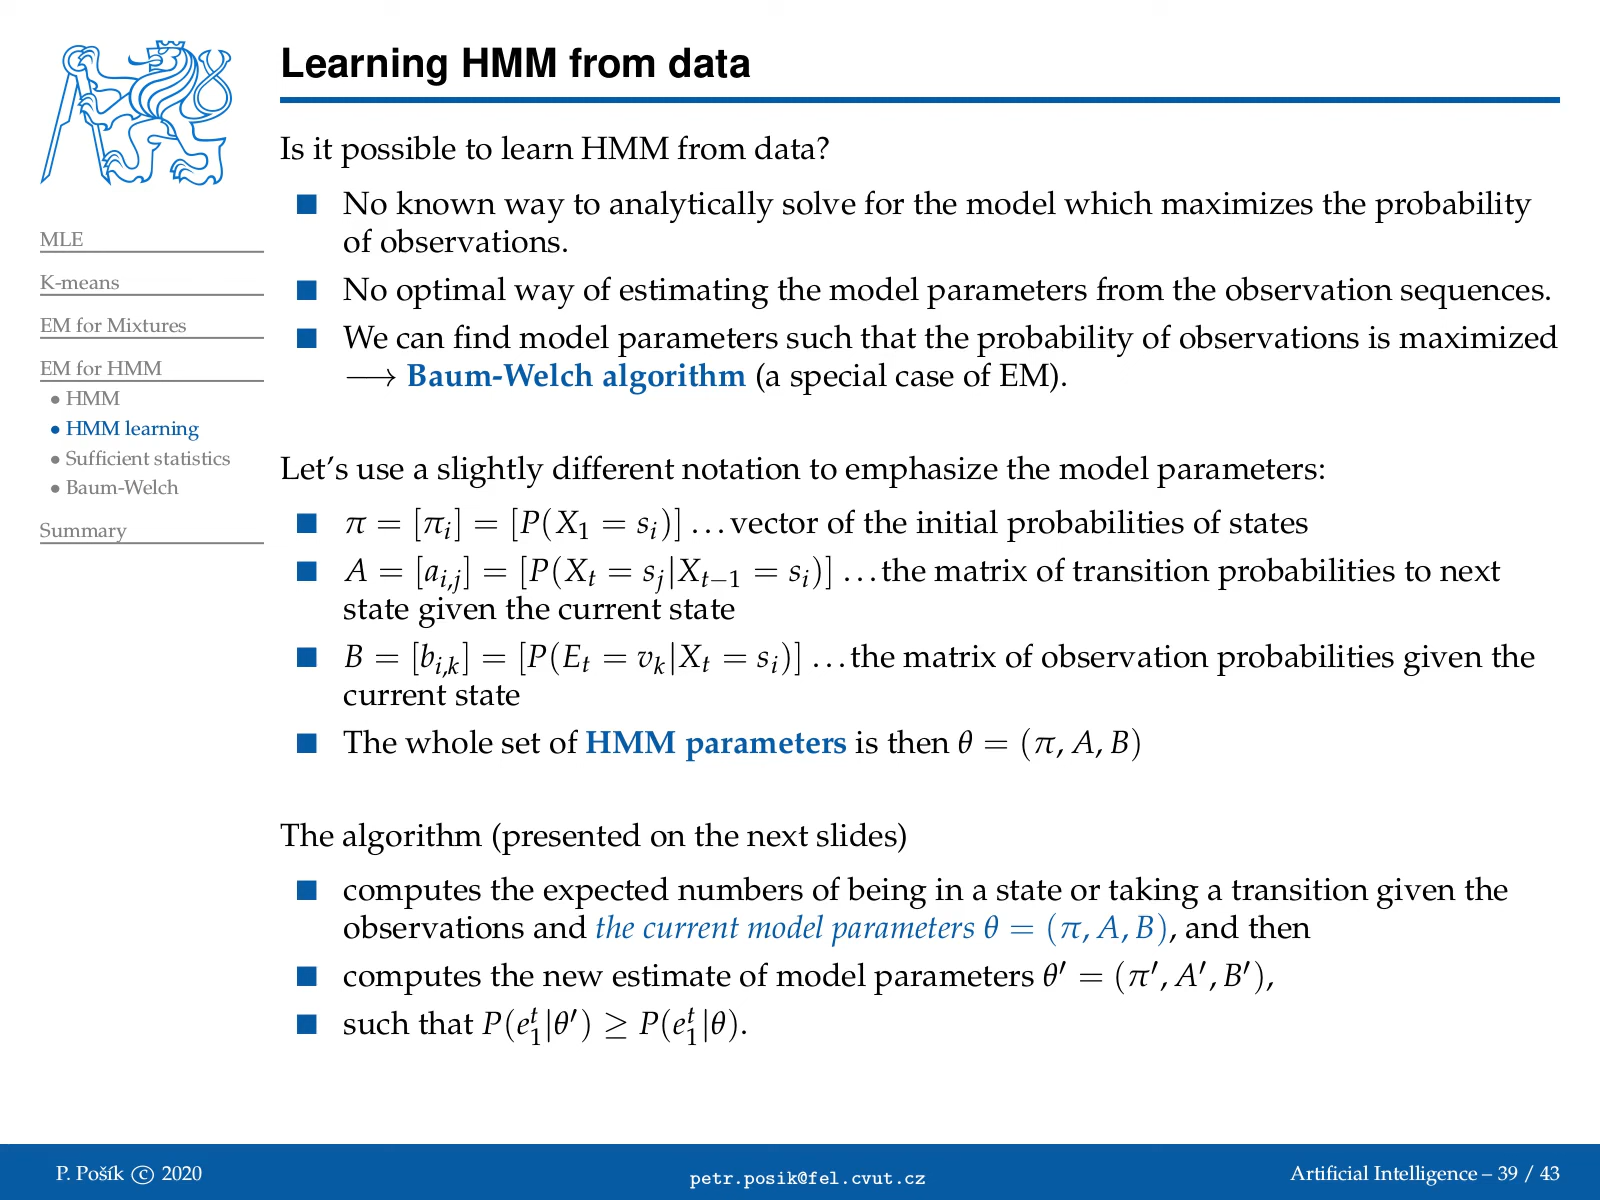 Learning HMM from data
MLE
K-means
EM for Mixtures
EM for HMM
• HMM
• HMM learning
• Sufficient statistics
• Baum-Welch
Summary
Is it possible to learn HMM from data?
■ No known way to analytically solve for the model which maximizes the probability
of observations.
■ No optimal way of estimating the model parameters from the observation sequences.
■ We can find model parameters such that the probability of observations is maximized
⟶ Baum-Welch algorithm (a special case of EM).
Let's use a slightly different notation to emphasize the model parameters:
■ π = [π_i] = [P(X_1 = s_i)] … vector of the initial probabilities of states
■ A = [a_{i,j}] = [P(X_t = s_j|X_{t−1} = s_i)] … the matrix of transition probabilities to next
state given the current state
■ B = [b_{i,k}] = [P(E_t = v_k|X_t = s_i)] … the matrix of observation probabilities given the
current state
■ The whole set of HMM parameters is then θ = (π, A, B)
The algorithm (presented on the next slides)
■ computes the expected numbers of being in a state or taking a transition given the
observations and the current model parameters θ = (π, A, B), and then
■ computes the new estimate of model parameters θ′ = (π′, A′, B′),
■ such that P(e_1^t|θ′) ≥ P(e_1^t|θ).
P. Pošík © 2020
petr.posik@fel.cvut.cz
Artificial Intelligence – 39 / 43